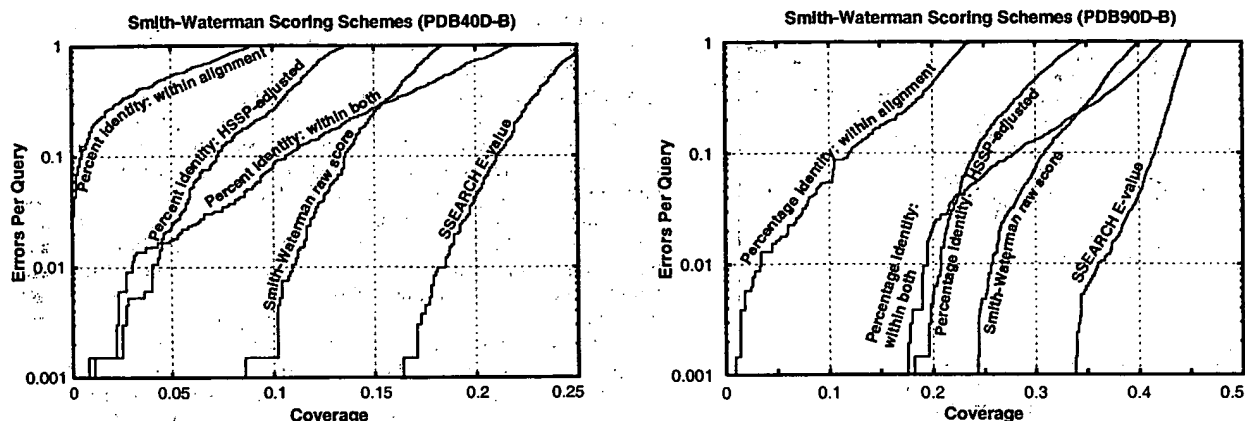 Smith-Waterman Scoring Schemes (PDB40D-B)
Errors Per Query
1
0.1
0.01
0.001
0
0.05
0.1
0.15
0.2
0.25
Coverage
Percent Identity: within alignment
Percent Identity: HSSP-adjusted
Percent Identity: within both
Smith-Waterman raw score
SSEARCH E-value
Smith-Waterman Scoring Schemes (PDB90D-B)
Errors Per Query
1
0.1
0.01
0.001
0
0.1
0.2
0.3
0.4
0.5
Coverage
Percentage Identity: within alignment
Percentage Identity:
within both
Percentage Identity: HSSP-adjusted
Smith-Waterman raw score
SSEARCH E-value